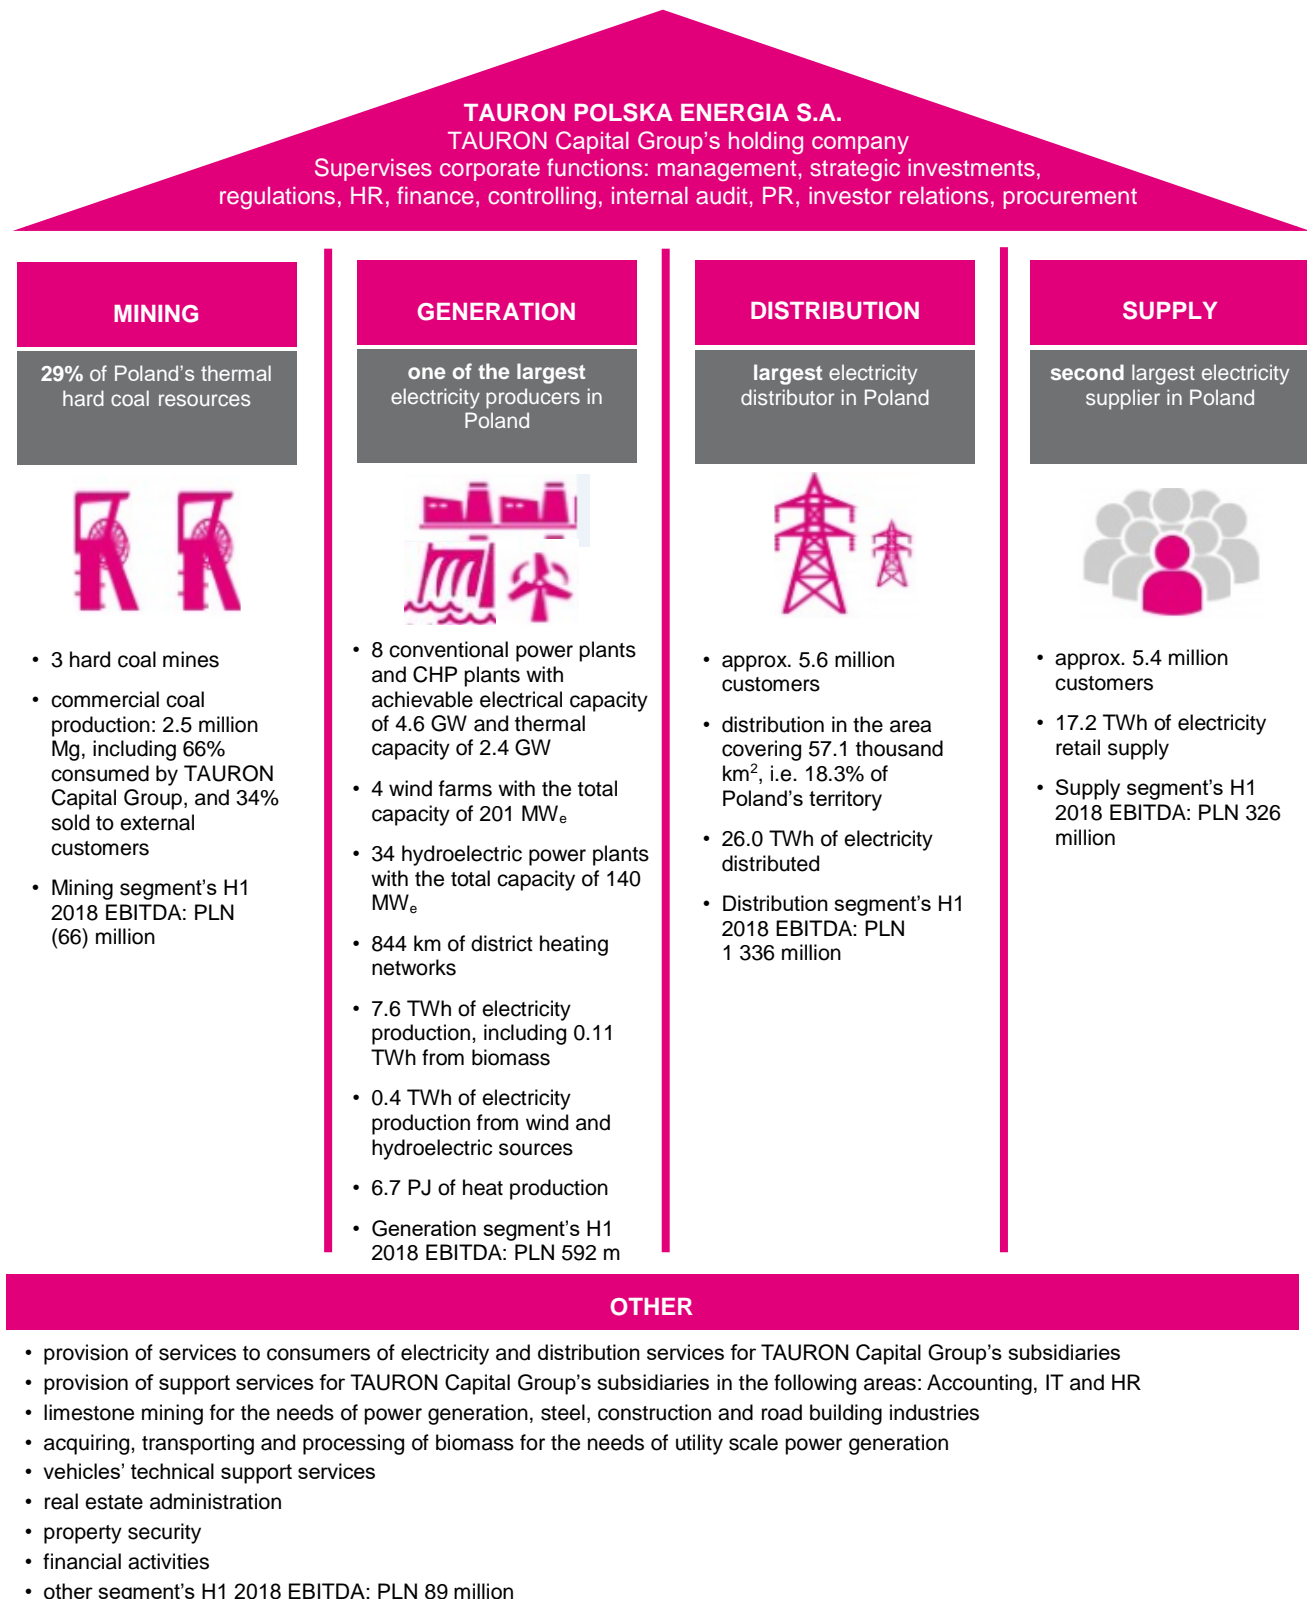 TAURON POLSKA ENERGIA S.A.
TAURON Capital Group's holding company
Supervises corporate functions: management, strategic investments,
regulations, HR, finance, controlling, internal audit, PR, investor relations, procurement
MINING
29% of Poland's thermal
hard coal resources
• 3 hard coal mines
• commercial coal
production: 2.5 million
Mg, including 66%
consumed by TAURON
Capital Group, and 34%
sold to external
customers
• Mining segment's H1
2018 EBITDA: PLN
(66) million
GENERATION
one of the largest
electricity producers in
Poland
• 8 conventional power plants
and CHP plants with
achievable electrical capacity
of 4.6 GW and thermal
capacity of 2.4 GW
• 4 wind farms with the total
capacity of 201 MWₑ
• 34 hydroelectric power plants
with the total capacity of 140
MWₑ
• 844 km of district heating
networks
• 7.6 TWh of electricity
production, including 0.11
TWh from biomass
• 0.4 TWh of electricity
production from wind and
hydroelectric sources
• 6.7 PJ of heat production
• Generation segment's H1
2018 EBITDA: PLN 592 m
DISTRIBUTION
largest electricity
distributor in Poland
• approx. 5.6 million
customers
• distribution in the area
covering 57.1 thousand
km², i.e. 18.3% of
Poland's territory
• 26.0 TWh of electricity
distributed
• Distribution segment's H1
2018 EBITDA: PLN
1 336 million
SUPPLY
second largest electricity
supplier in Poland
• approx. 5.4 million
customers
• 17.2 TWh of electricity
retail supply
• Supply segment's H1
2018 EBITDA: PLN 326
million
OTHER
• provision of services to consumers of electricity and distribution services for TAURON Capital Group's subsidiaries
• provision of support services for TAURON Capital Group's subsidiaries in the following areas: Accounting, IT and HR
• limestone mining for the needs of power generation, steel, construction and road building industries
• acquiring, transporting and processing of biomass for the needs of utility scale power generation
• vehicles' technical support services
• real estate administration
• property security
• financial activities
• other segment's H1 2018 EBITDA: PLN 89 million